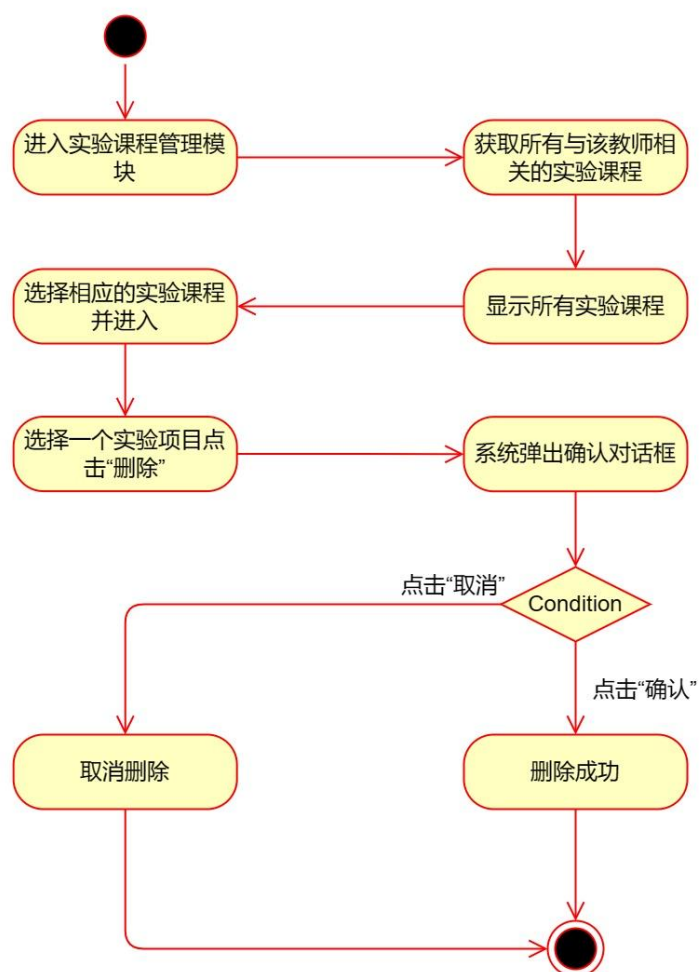 进入实验课程管理模
块
获取所有与该教师相
关的实验课程
选择相应的实验课程
并进入
显示所有实验课程
选择一个实验项目点
击“删除”
系统弹出确认对话框
点击“取消”
Condition
点击“确认”
取消删除
删除成功